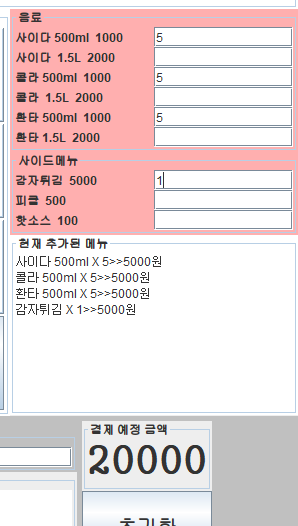 음료
사이다 500ml 1000 5
사이다 1.5L 2000
콜라 500ml 1000 5
콜라 1.5L 2000
환타 500ml 1000 5
환타 1.5L 2000
사이드메뉴
감자튀김 5000 1
피클 500
핫소스 100
현재 추가된 메뉴
사이다 500ml X 5>>5000원
콜라 500ml X 5>>5000원
환타 500ml X 5>>5000원
감자튀김 X 1>>5000원
결제 예정 금액
20000